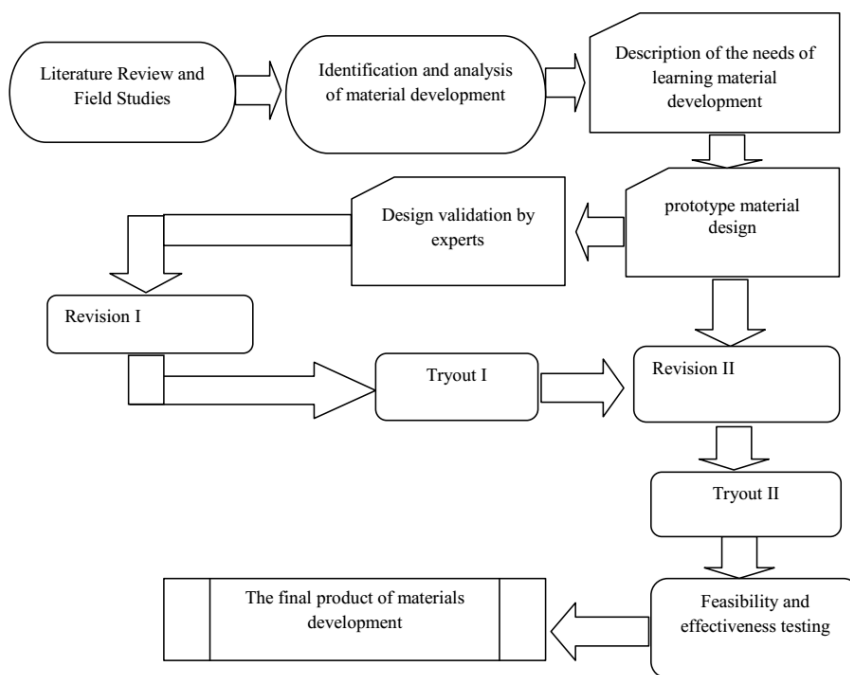 Literature Review and
Field Studies
Identification and analysis
of material development
Description of the needs of
learning material
development
prototype material
design
Design validation by
experts
Revision I
Tryout I
Revision II
Tryout II
Feasibility and
effectiveness testing
The final product of materials
development